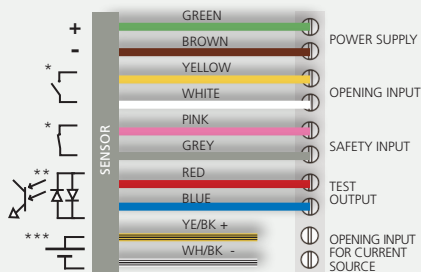 GREEN
+
BROWN
POWER SUPPLY
-
YELLOW
*
WHITE
OPENING INPUT
PINK
*
SENSOR
GREY
SAFETY INPUT
RED
**
TEST
OUTPUT
BLUE
YE/BK +
***
WH/BK -
OPENING INPUT
FOR CURRENT
SOURCE